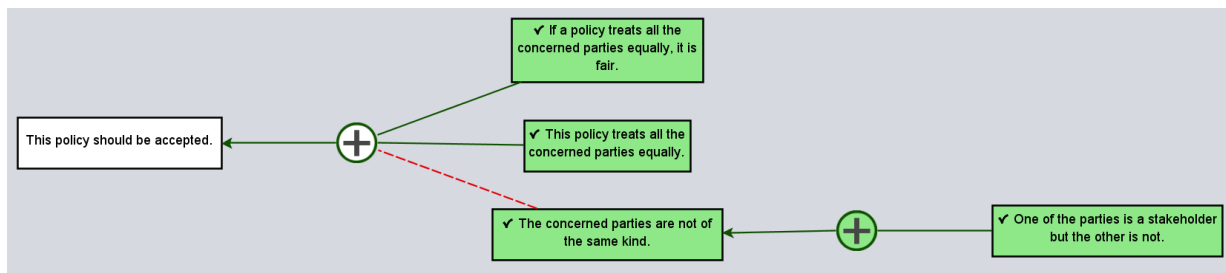 ✔ If a policy treats all the
concerned parties equally, it is
fair.
This policy should be accepted.
✔ This policy treats all the
concerned parties equally.
✔ The concerned parties are not of
the same kind.
✔ One of the parties is a stakeholder
but the other is not.